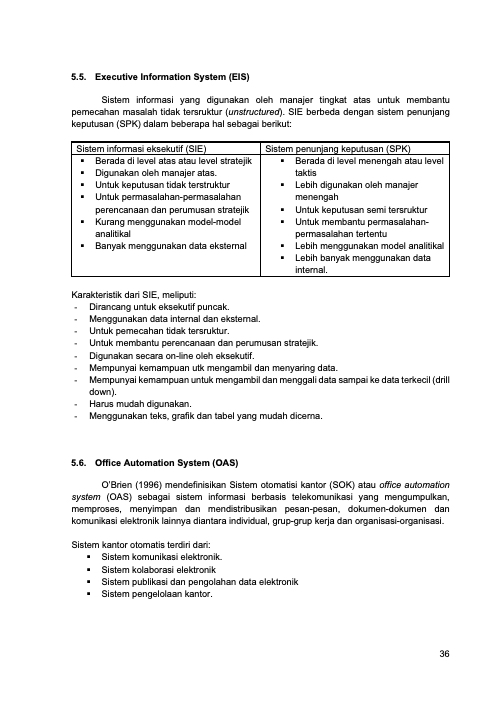 5.5. Executive Information System (EIS)
Sistem informasi yang digunakan oleh manajer tingkat atas untuk membantu
pemecahan masalah tidak tersruktur (unstructured). SIE berbeda dengan sistem penunjang
keputusan (SPK) dalam beberapa hal sebagai berikut:
Sistem informasi eksekutif (SIE)
▪ Berada di level atas atau level stratejik
▪ Digunakan oleh manajer atas.
▪ Untuk keputusan tidak terstruktur
▪ Untuk permasalahan-permasalahan
perencanaan dan perumusan stratejik
▪ Kurang menggunakan model-model
analitikal
▪ Banyak menggunakan data eksternal
Sistem penunjang keputusan (SPK)
▪ Berada di level menengah atau level
taktis
▪ Lebih digunakan oleh manajer
menengah
▪ Untuk keputusan semi tersruktur
▪ Untuk membantu permasalahan-
permasalahan tertentu
▪ Lebih menggunakan model analitikal
▪ Lebih banyak menggunakan data
internal.
Karakteristik dari SIE, meliputi:
- Dirancang untuk eksekutif puncak.
- Menggunakan data internal dan eksternal.
- Untuk pemecahan tidak tersruktur.
- Untuk membantu perencanaan dan perumusan stratejik.
- Digunakan secara on-line oleh eksekutif.
- Mempunyai kemampuan utk mengambil dan menyaring data.
- Mempunyai kemampuan untuk mengambil dan menggali data sampai ke data terkecil (drill
down).
- Harus mudah digunakan.
- Menggunakan teks, grafik dan tabel yang mudah dicerna.
5.6. Office Automation System (OAS)
O'Brien (1996) mendefinisikan Sistem otomatisi kantor (SOK) atau office automation
system (OAS) sebagai sistem informasi berbasis telekomunikasi yang mengumpulkan,
memproses, menyimpan dan mendistribusikan pesan-pesan, dokumen-dokumen dan
komunikasi elektronik lainnya diantara individual, grup-grup kerja dan organisasi-organisasi.
Sistem kantor otomatis terdiri dari:
▪ Sistem komunikasi elektronik.
▪ Sistem kolaborasi elektronik
▪ Sistem publikasi dan pengolahan data elektronik
▪ Sistem pengelolaan kantor.
36